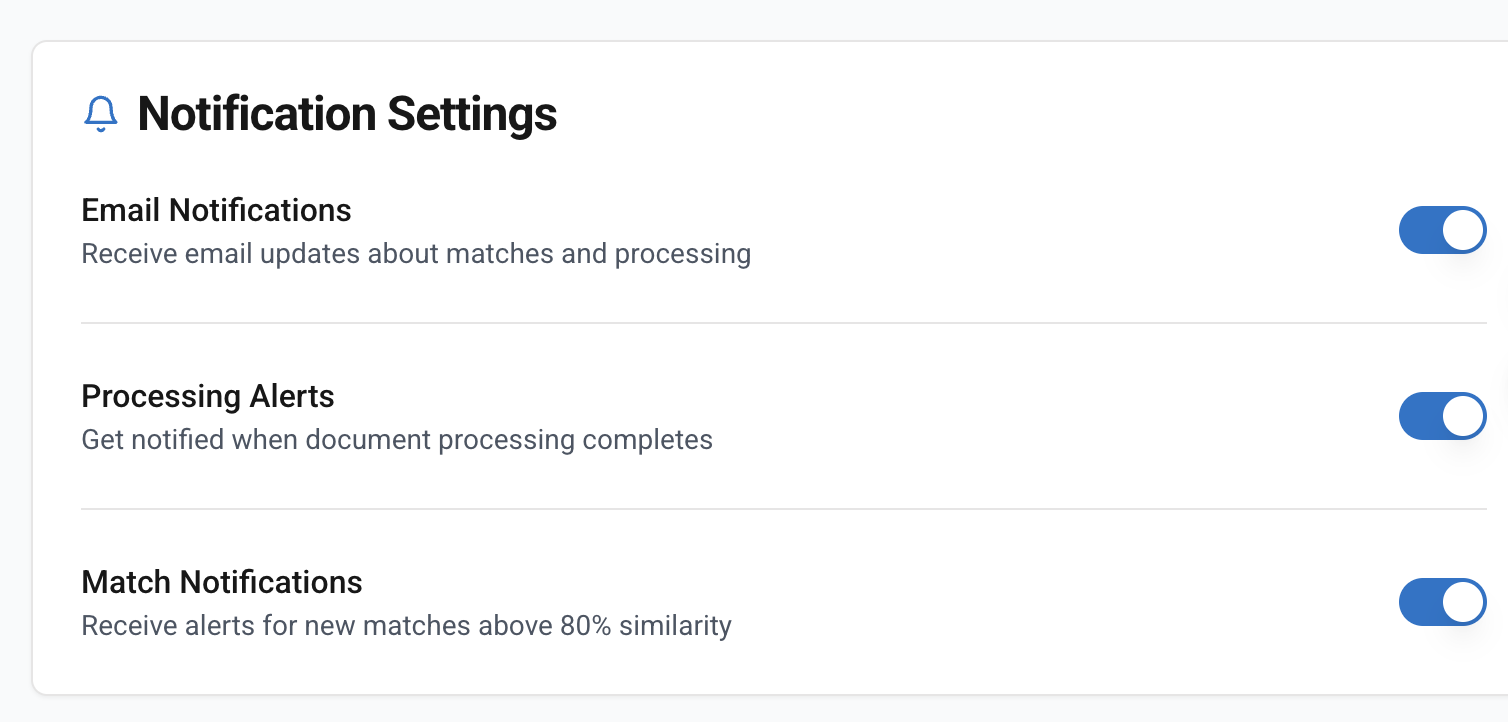 Notification Settings
Email Notifications
Receive email updates about matches and processing
Processing Alerts
Get notified when document processing completes
Match Notifications
Receive alerts for new matches above 80% similarity